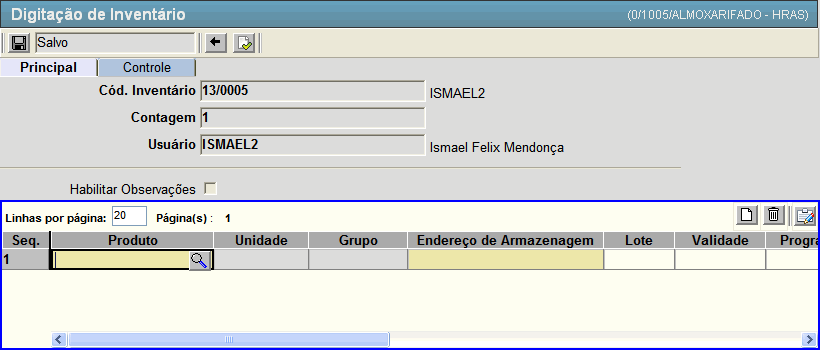 Digitação de Inventário (0/1005/ALMOXARIFADO - HRAS)
Salvo
Principal Controle
Cód. Inventário 13/0005 ISMAEL2
Contagem 1
Usuário ISMAEL2 Ismael Felix Mendonça
Habilitar Observações
Linhas por página: 20 Página(s) : 1
Seq. Produto Unidade Grupo Endereço de Armazenagem Lote Validade Progra
1